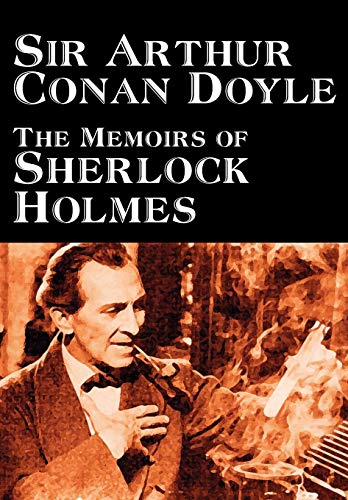 SIR ARTHUR
CONAN DOYLE
THE MEMOIRS OF
SHERLOCK
HOLMES